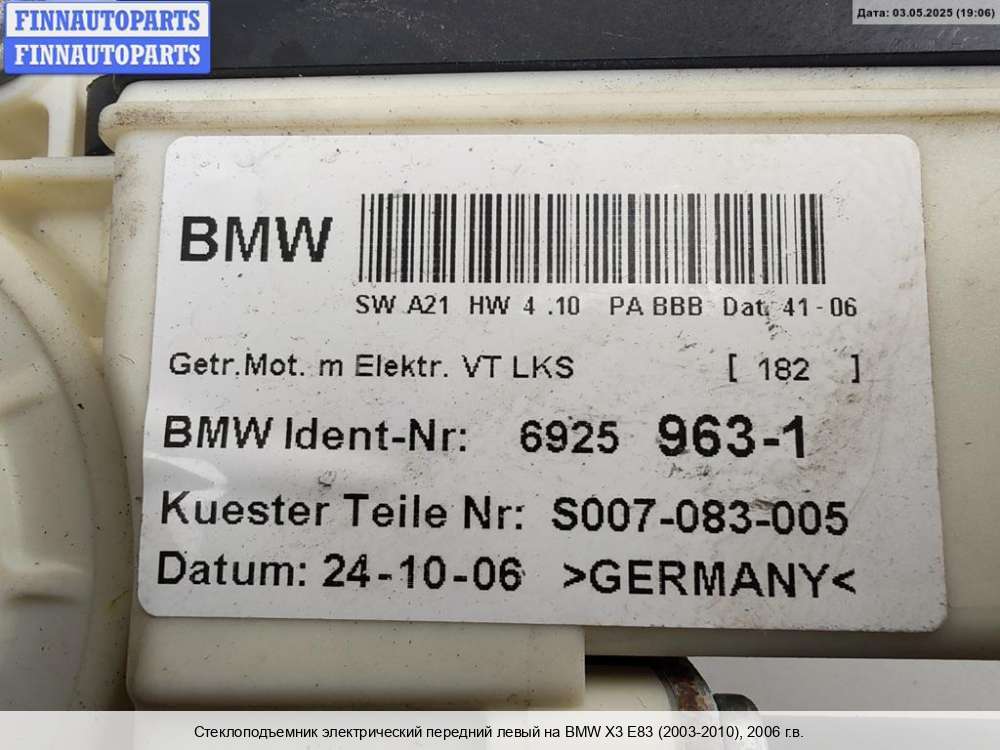 FINNAUTOPARTS
FINNAUTOPARTS
Дата: 03.05.2025 (19:06)
BMW
SW A21 HW 4 .10 PA BBB Dat. 41-06
Getr.Mot. m Elektr. VT LKS [ 182 ]
BMW Ident-Nr: 6925 963-1
Kuester Teile Nr: S007-083-005
Datum: 24-10-06 >GERMANY<
Стеклоподъемник электрический передний левый на BMW X3 E83 (2003-2010), 2006 г.в.